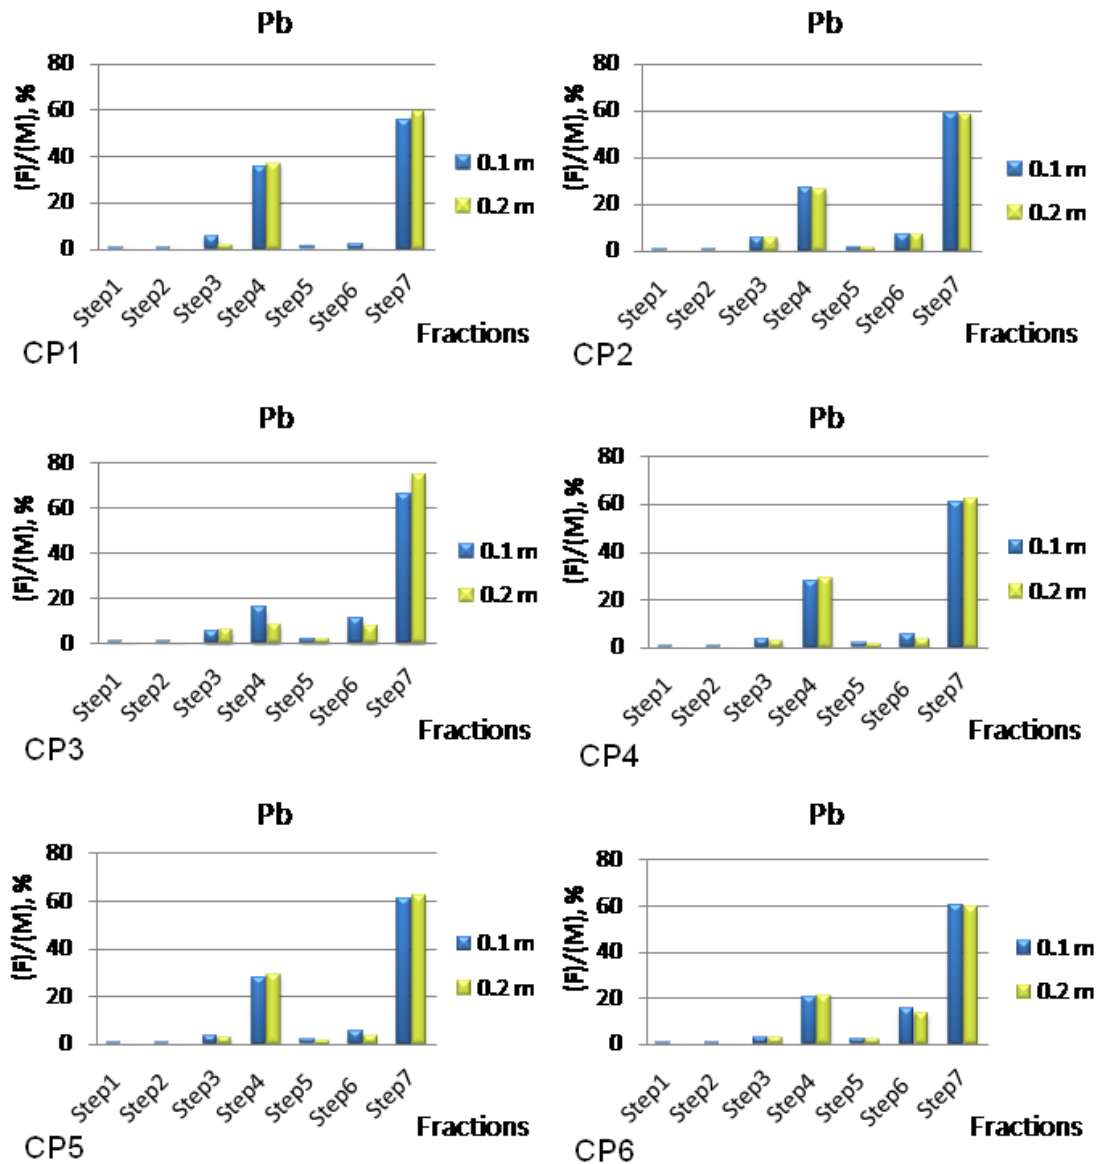 Pb
(F)/(M), %
80
60
40
20
0
Step1 Step2 Step3 Step4 Step5 Step6 Step7
Fractions
0.1 m
0.2 m
CP1
Pb
(F)/(M), %
80
60
40
20
0
Step1 Step2 Step3 Step4 Step5 Step6 Step7
Fractions
0.1 m
0.2 m
CP2
Pb
(F)/(M), %
80
60
40
20
0
Step1 Step2 Step3 Step4 Step5 Step6 Step7
Fractions
0.1 m
0.2 m
CP3
Pb
(F)/(M), %
80
60
40
20
0
Step1 Step2 Step3 Step4 Step5 Step6 Step7
Fractions
0.1 m
0.2 m
CP4
Pb
(F)/(M), %
80
60
40
20
0
Step1 Step2 Step3 Step4 Step5 Step6 Step7
Fractions
0.1 m
0.2 m
CP5
Pb
(F)/(M), %
80
60
40
20
0
Step1 Step2 Step3 Step4 Step5 Step6 Step7
Fractions
0.1 m
0.2 m
CP6